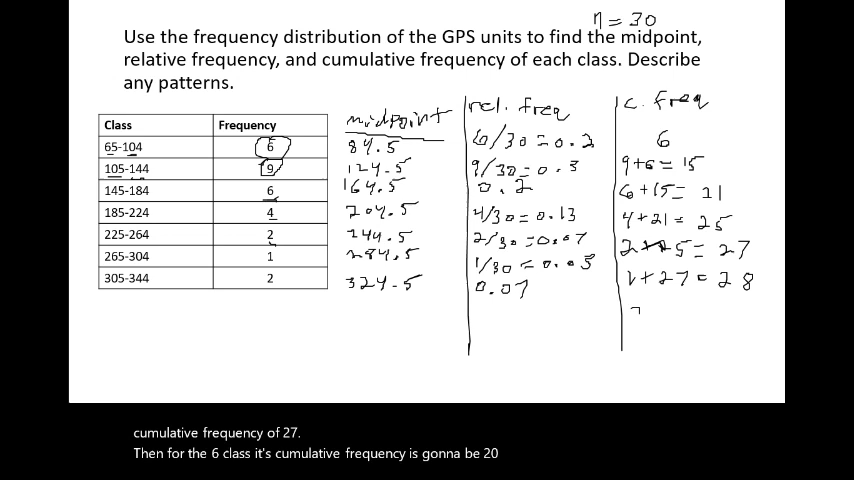 n = 30
Use the frequency distribution of the GPS units to find the midpoint,
relative frequency, and cumulative frequency of each class. Describe
any patterns.
Class Frequency midpoint rel. freq c. freq
65-104 6 84.5 6/30 = 0.2 6
105-144 9 124.5 9/30 = 0.3 9+6 = 15
145-184 6 164.5 0.2 6+15 = 21
185-224 4 204.5 4/30 = 0.13 4+21 = 25
225-264 2 244.5 2/30 = 0.07 2+25 = 27
265-304 1 284.5 1/30 = 0.03 1+27 = 28
305-344 2 324.5 0.07
cumulative frequency of 27.
Then for the 6 class it's cumulative frequency is gonna be 20